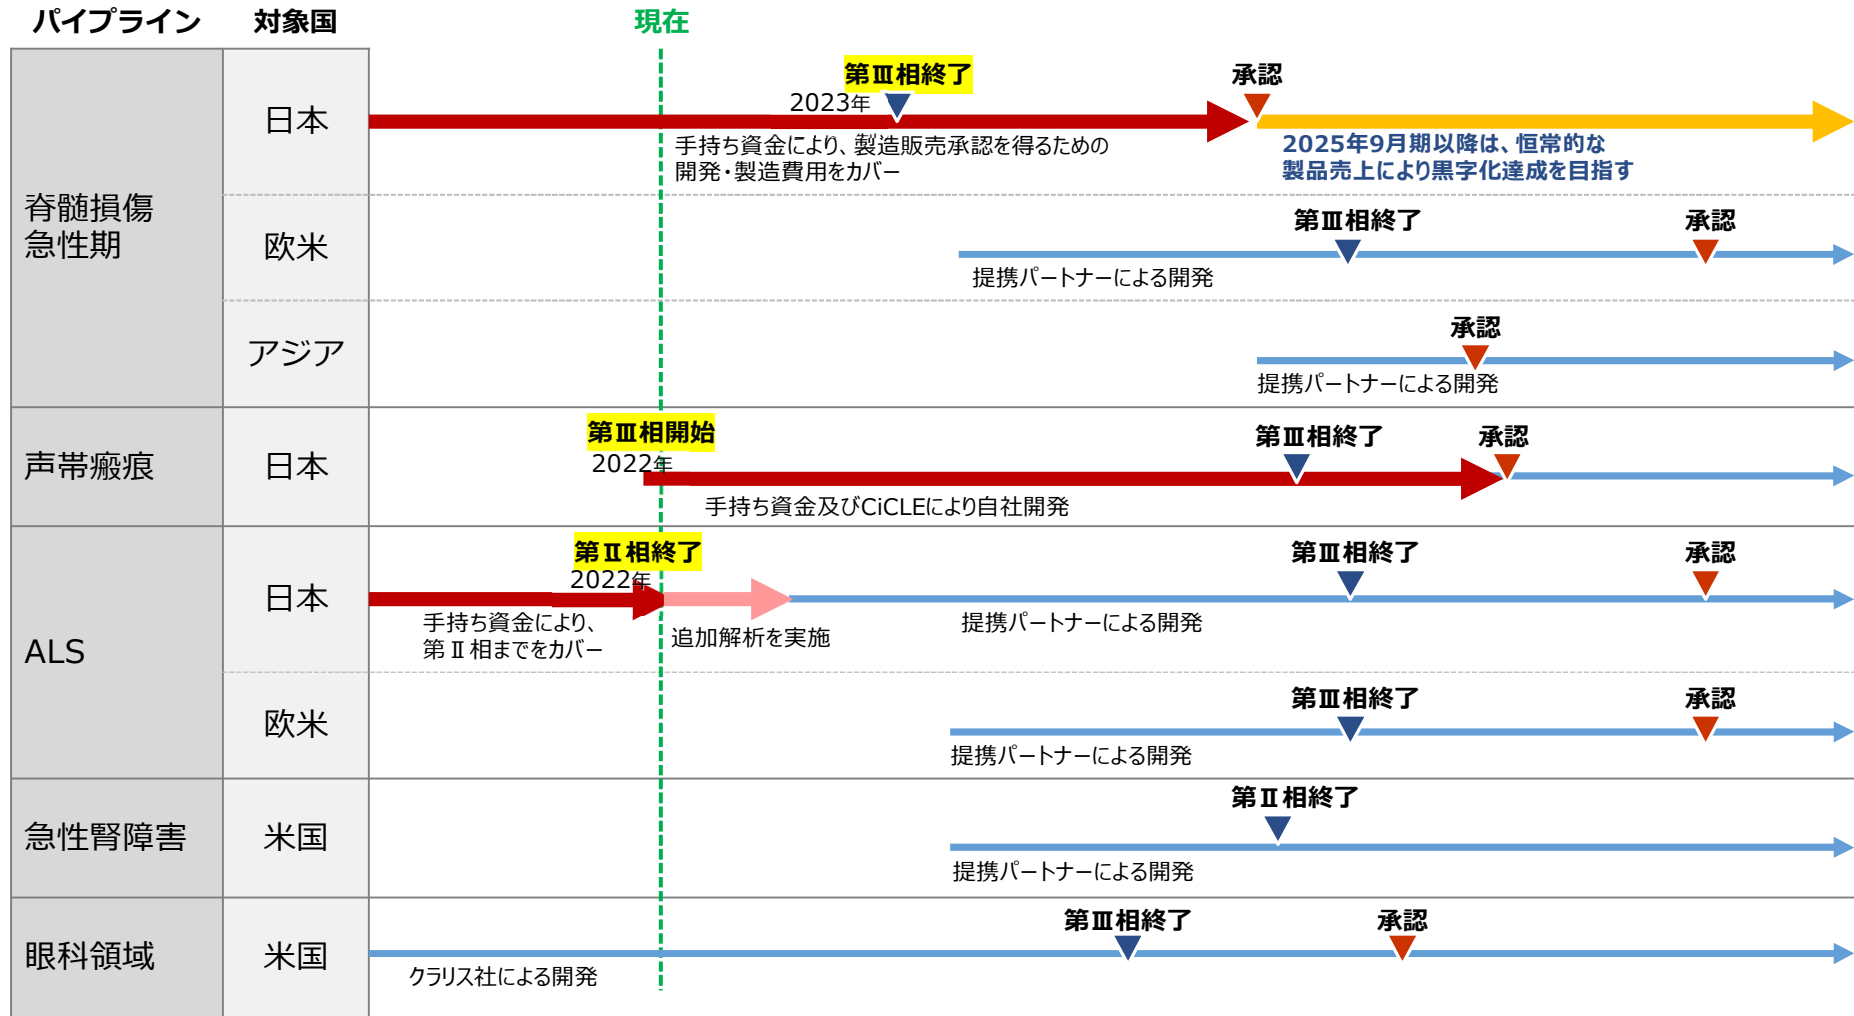 パイプライン
対象国
現在
脊髄損傷
急性期
日本
第Ⅲ相終了
2023年
承認
手持ち資金により、製造販売承認を得るための
開発・製造費用をカバー
2025年9月期以降は、恒常的な
製品売上により黒字化達成を目指す
欧米
第Ⅲ相終了
承認
提携パートナーによる開発
アジア
承認
提携パートナーによる開発
声帯瘢痕
日本
第Ⅲ相開始
2022年
第Ⅲ相終了
承認
手持ち資金及びCiCLEにより自社開発
ALS
日本
第Ⅱ相終了
2022年
第Ⅲ相終了
承認
手持ち資金により、
第Ⅱ相までをカバー
追加解析を実施
提携パートナーによる開発
欧米
第Ⅲ相終了
承認
提携パートナーによる開発
急性腎障害
米国
第Ⅱ相終了
提携パートナーによる開発
眼科領域
米国
第Ⅲ相終了
承認
クラリス社による開発